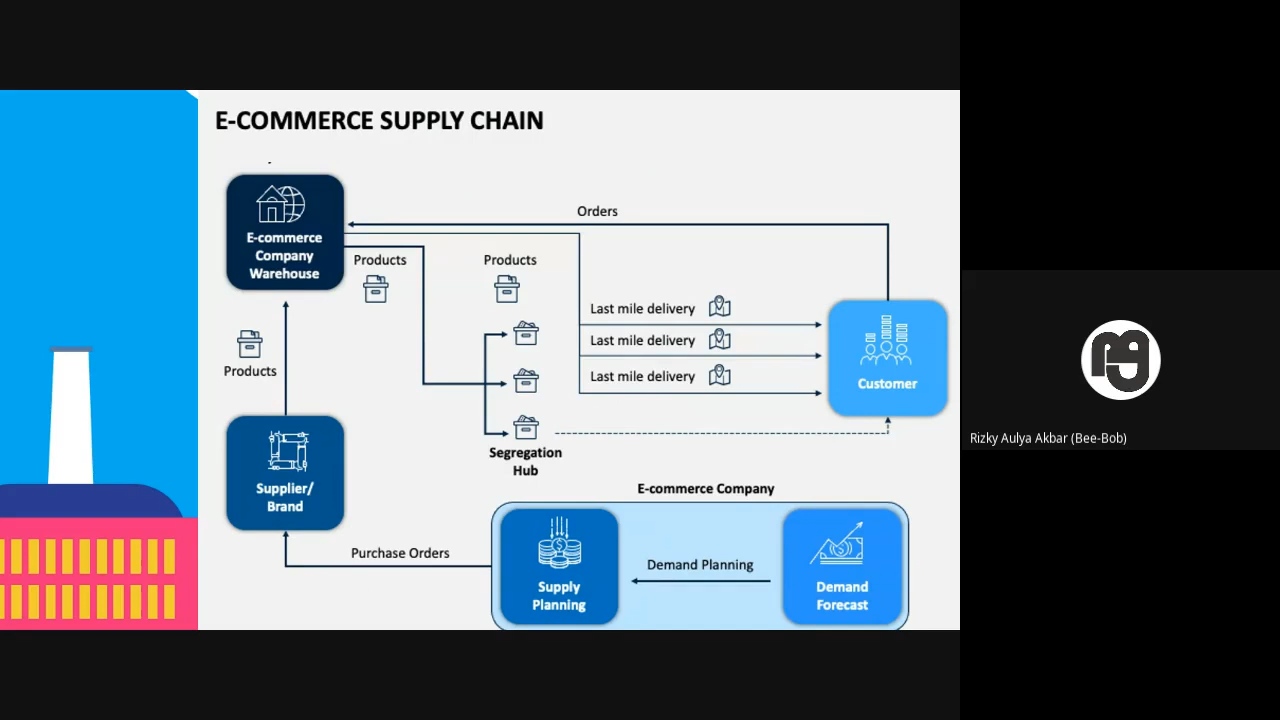 E-COMMERCE SUPPLY CHAIN
Orders
E-commerce
Company
Warehouse
Products
Products
Last mile delivery
Last mile delivery
Last mile delivery
Products
Customer
Segregation
Hub
Supplier/
Brand
E-commerce Company
Purchase Orders
Demand Planning
Supply
Planning
Demand
Forecast
Rizky Aulya Akbar (Bee-Bob)